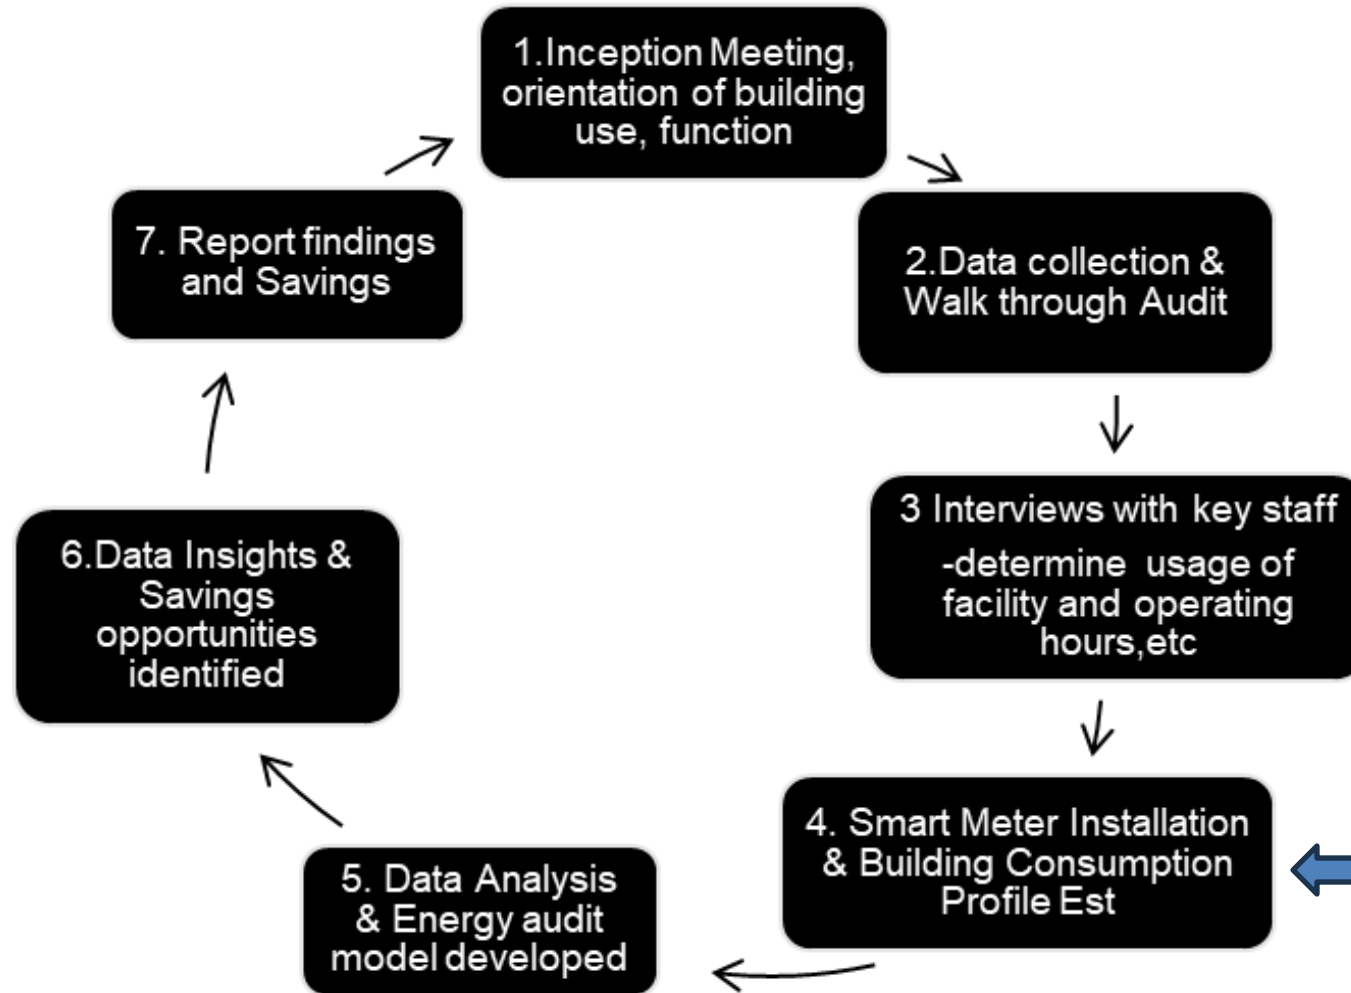 1.Inception Meeting,
orientation of building
use, function
2.Data collection &
Walk through Audit
3 Interviews with key staff
-determine usage of
facility and operating
hours,etc
4. Smart Meter Installation
& Building Consumption
Profile Est
5. Data Analysis
& Energy audit
model developed
6.Data Insights &
Savings
opportunities
identified
7. Report findings
and Savings